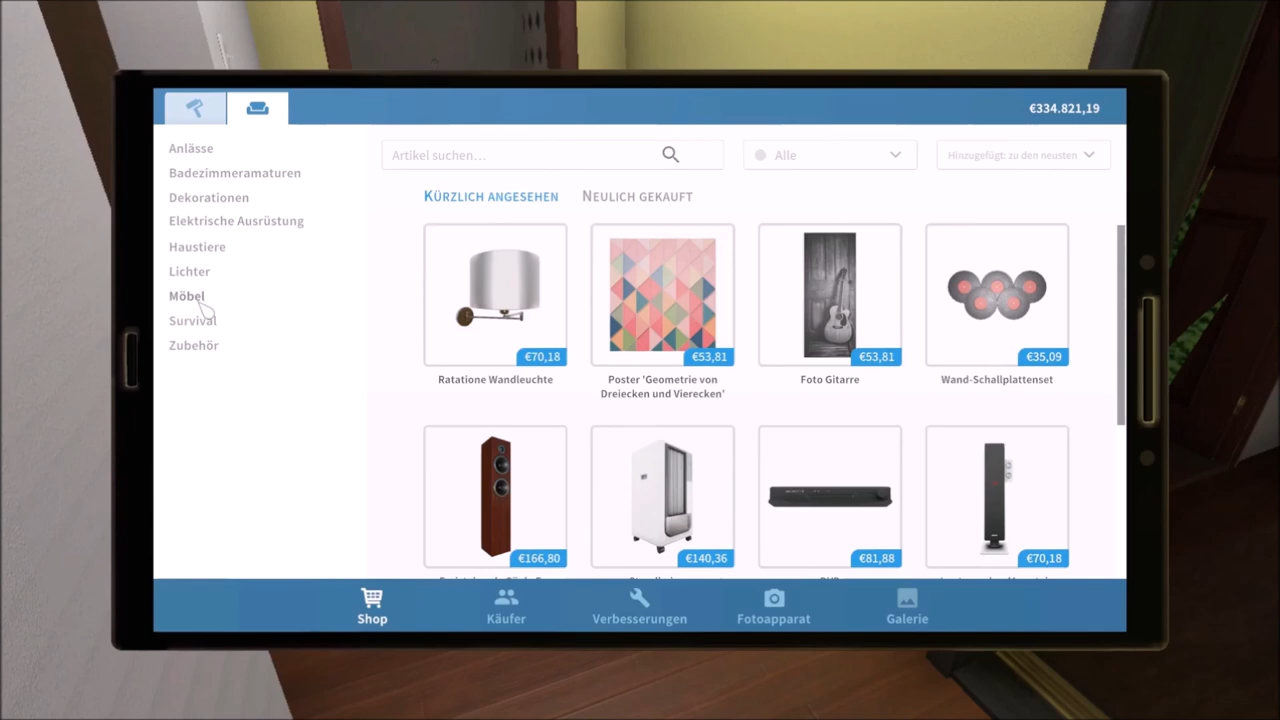 €334.821,19
Anlässe
Badezimmeramaturen
Dekorationen
Elektrische Ausrüstung
Haustiere
Lichter
Möbel
Survival
Zubehör
Artikel suchen...
Alle
Hinzugefügt: zu den neusten
KÜRZLICH ANGESEHEN
NEULICH GEKAUFT
€70,18
€53,81
€53,81
€35,09
Ratatione Wandleuchte
Poster 'Geometrie von
Dreiecken und Vierecken'
Foto Gitarre
Wand-Schallplattenset
€166,80
€140,36
€81,88
€70,18
Shop
Käufer
Verbesserungen
Fotoapparat
Galerie